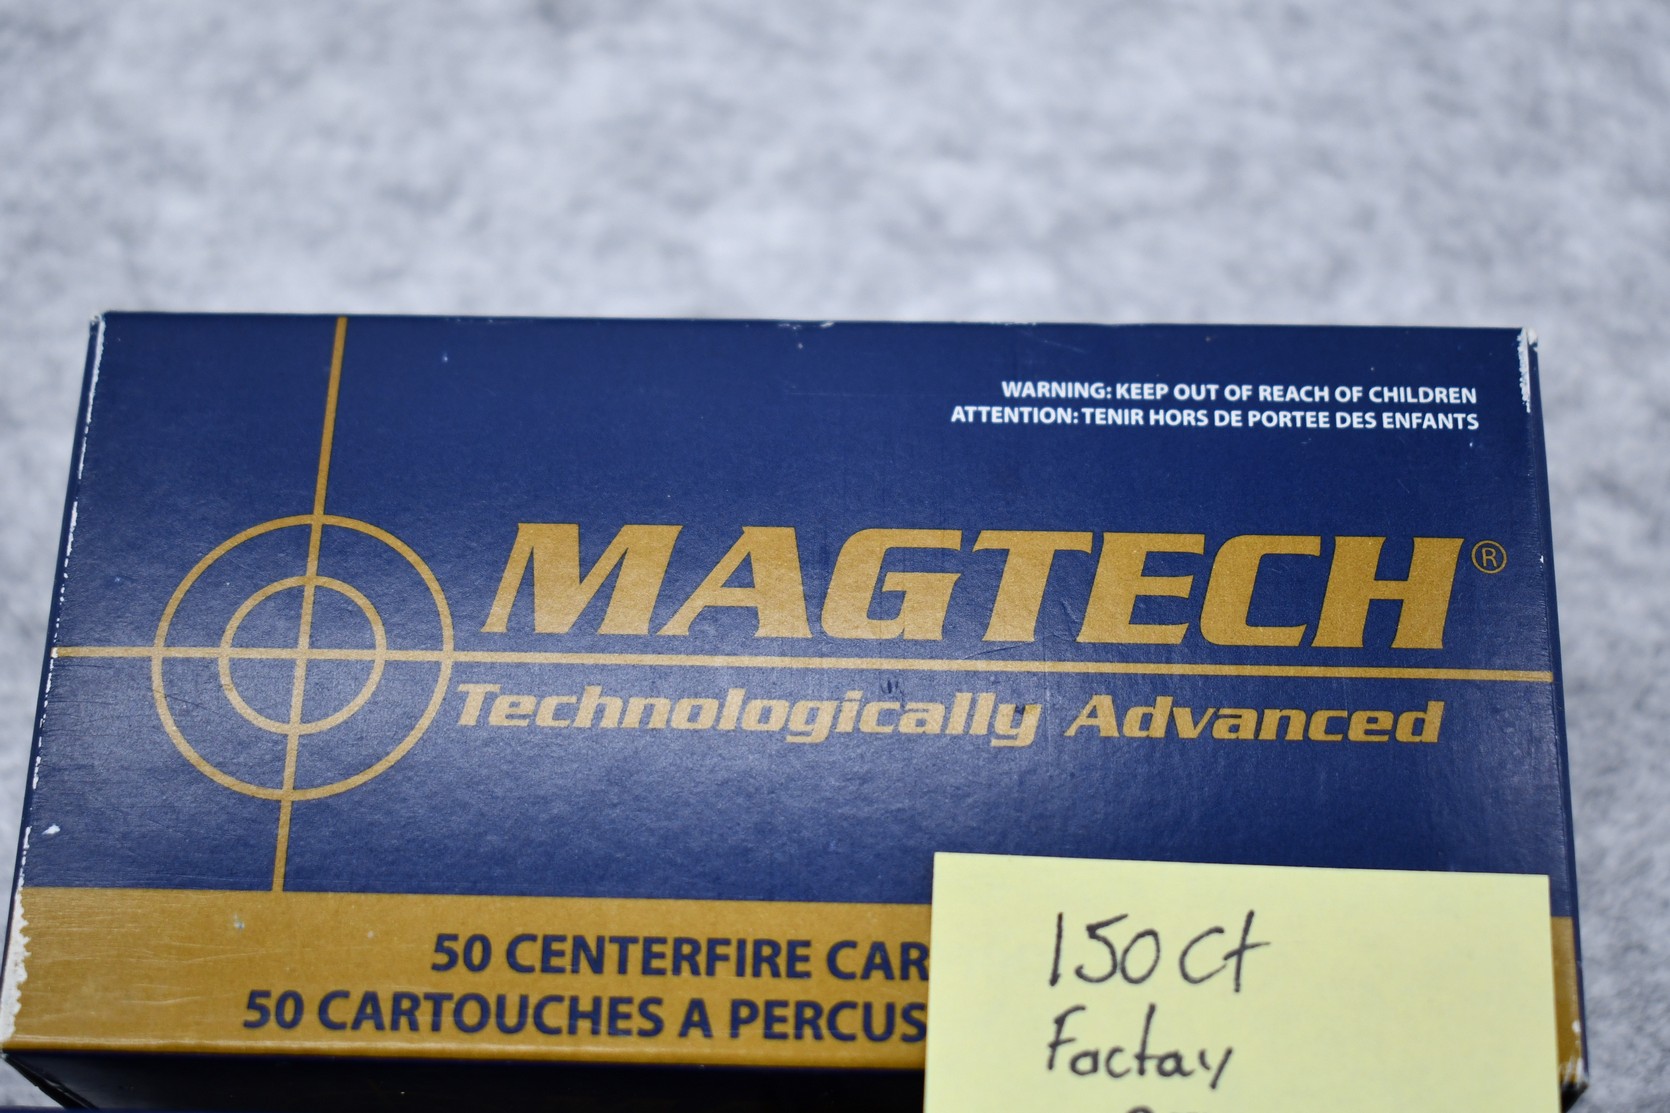 WARNING: KEEP OUT OF REACH OF CHILDREN
ATTENTION: TENIR HORS DE PORTEE DES ENFANTS
MAGTECH®
Technologically Advanced
50 CENTERFIRE CAR
50 CARTOUCHES A PERCUS
150 Ct
Factory